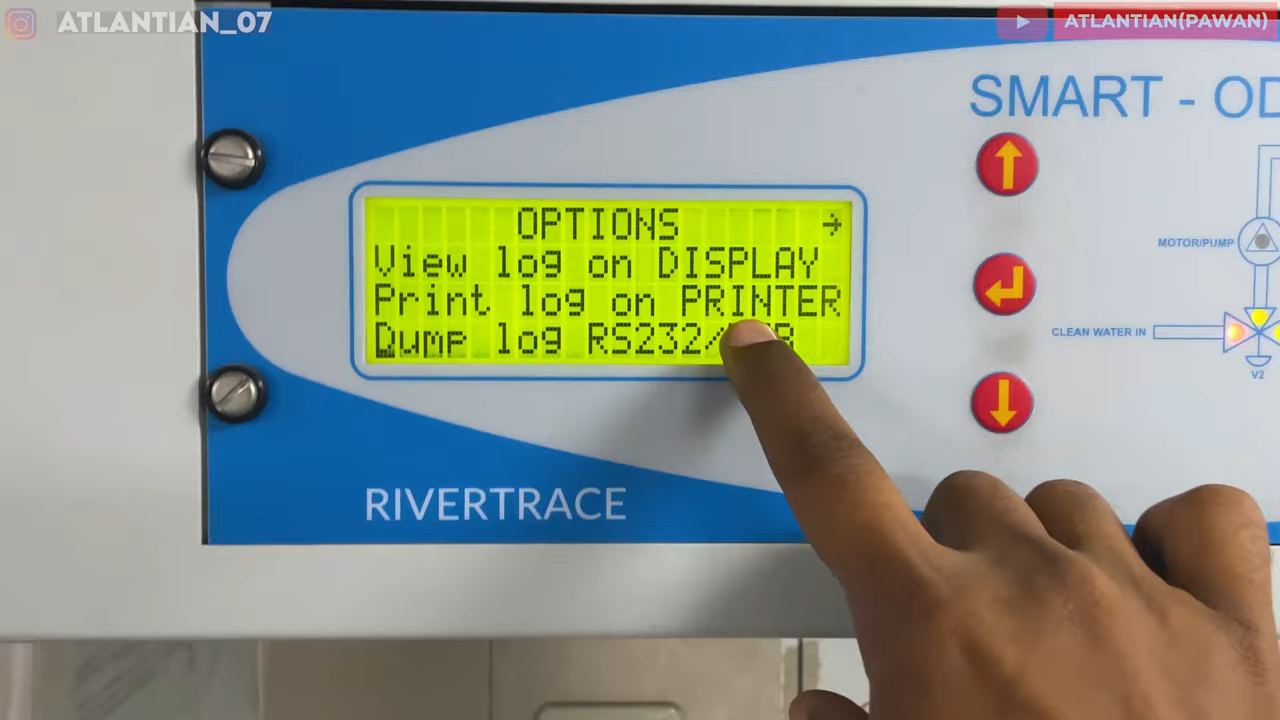 ATLANTIAN_07
ATLANTIAN(PAWAN)
SMART - OD
OPTIONS →
View log on DISPLAY
Print log on PRINTER
Dump log RS232/
MOTOR/PUMP
CLEAN WATER IN
V2
RIVERTRACE